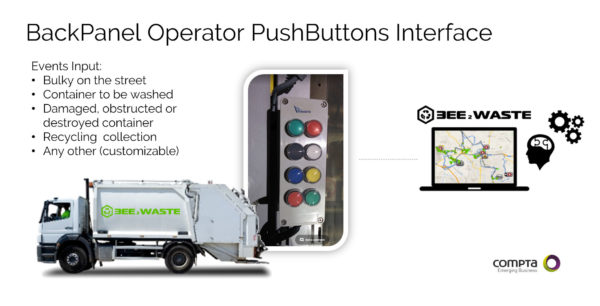 BackPanel Operator PushButtons Interface
Events Input:
• Bulky on the street
• Container to be washed
• Damaged, obstructed or
destroyed container
• Recycling collection
• Any other (customizable)
BEE2WASTE
BEE2WASTE
compta
Emerging Business